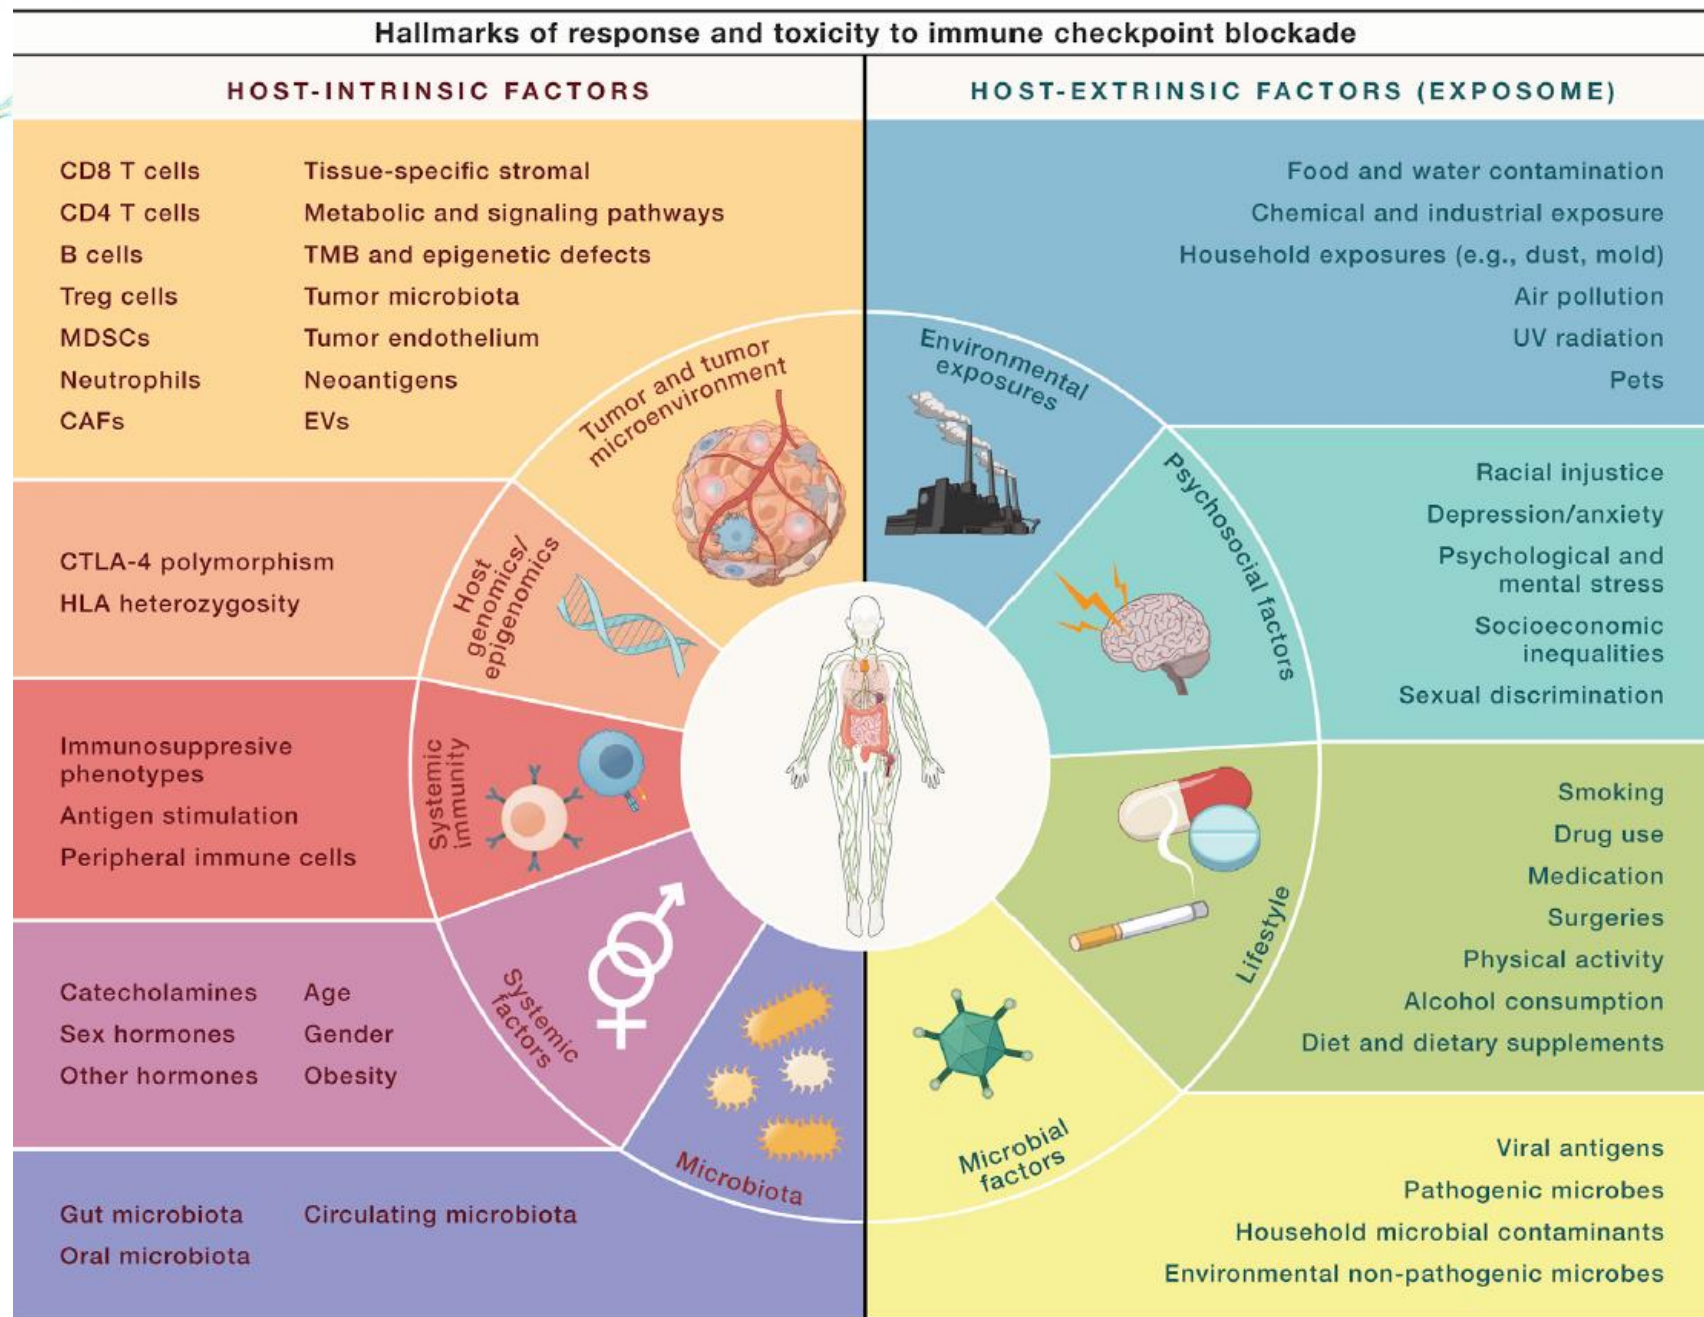 Hallmarks of response and toxicity to immune checkpoint blockade
HOST-INTRINSIC FACTORS
CD8 T cells
CD4 T cells
B cells
Treg cells
MDSCs
Neutrophils
CAFs
Tissue-specific stromal
Metabolic and signaling pathways
TMB and epigenetic defects
Tumor microbiota
Tumor endothelium
Neoantigens
EVs
Tumor and tumor
microenvironment
CTLA-4 polymorphism
HLA heterozygosity
Host
genomics/
epigenomics
Immunosuppresive
phenotypes
Antigen stimulation
Peripheral immune cells
Systemic
immunity
Catecholamines
Sex hormones
Other hormones
Age
Gender
Obesity
Systemic
factors
Gut microbiota
Oral microbiota
Circulating microbiota
Microbiota
HOST-EXTRINSIC FACTORS (EXPOSOME)
Food and water contamination
Chemical and industrial exposure
Household exposures (e.g., dust, mold)
Air pollution
UV radiation
Pets
Environmental
exposures
Racial injustice
Depression/anxiety
Psychological and
mental stress
Socioeconomic
inequalities
Sexual discrimination
Psychosocial factors
Smoking
Drug use
Medication
Surgeries
Physical activity
Alcohol consumption
Diet and dietary supplements
Lifestyle
Viral antigens
Pathogenic microbes
Household microbial contaminants
Environmental non-pathogenic microbes
Microbial
factors